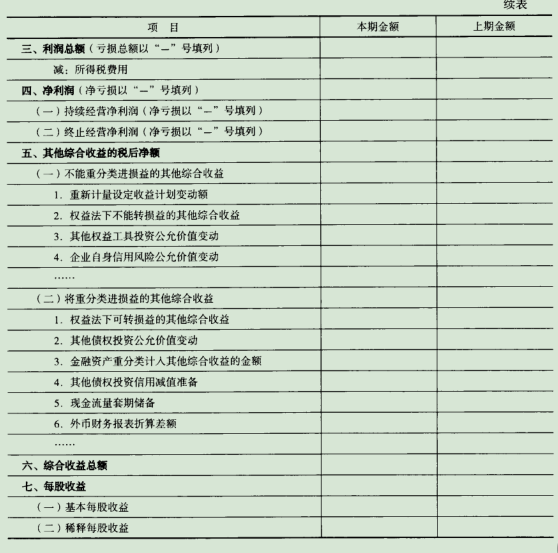 续表
项 目 本期金额 上期金额
三、利润总额（亏损总额以“－”号填列）
减：所得税费用
四、净利润（净亏损以“－”号填列）
（一）持续经营净利润（净亏损以“－”号填列）
（二）终止经营净利润（净亏损以“－”号填列）
五、其他综合收益的税后净额
（一）不能重分类进损益的其他综合收益
1. 重新计量设定收益计划变动额
2. 权益法下不能转损益的其他综合收益
3. 其他权益工具投资公允价值变动
4. 企业自身信用风险公允价值变动
……
（二）将重分类进损益的其他综合收益
1. 权益法下可转损益的其他综合收益
2. 其他债权投资公允价值变动
3. 金融资产重分类计入其他综合收益的金额
4. 其他债权投资信用减值准备
5. 现金流量套期储备
6. 外币财务报表折算差额
……
六、综合收益总额
七、每股收益
（一）基本每股收益
（二）稀释每股收益